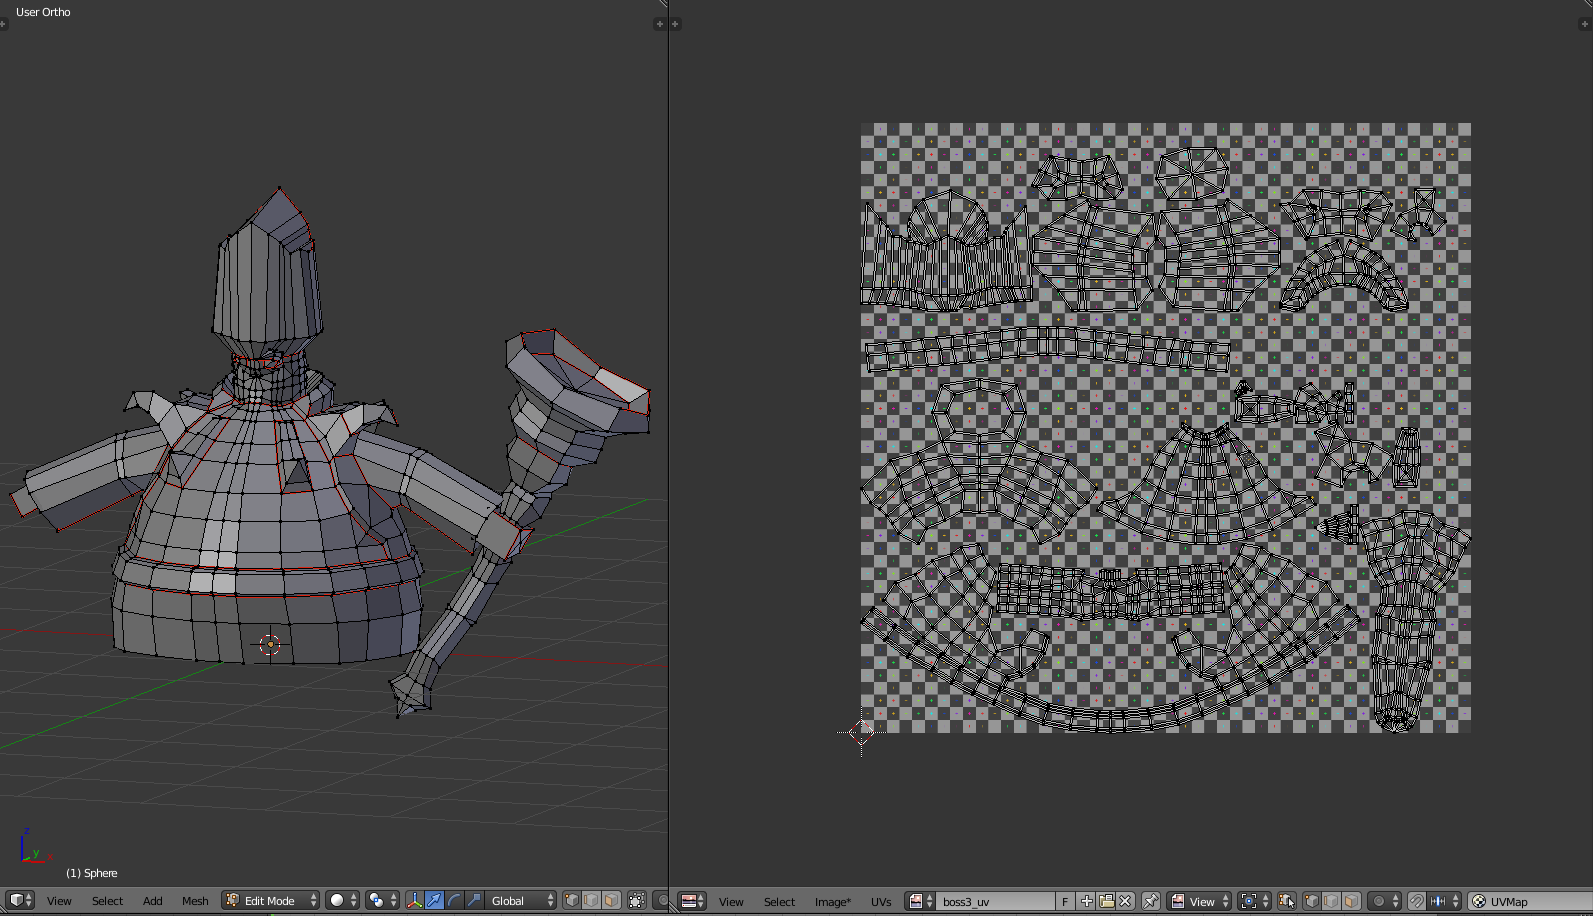 User Ortho
z
y
x
(1) Sphere
View Select Add Mesh Edit Mode Global
View Select Image* UVs boss3_uv F View UVMap